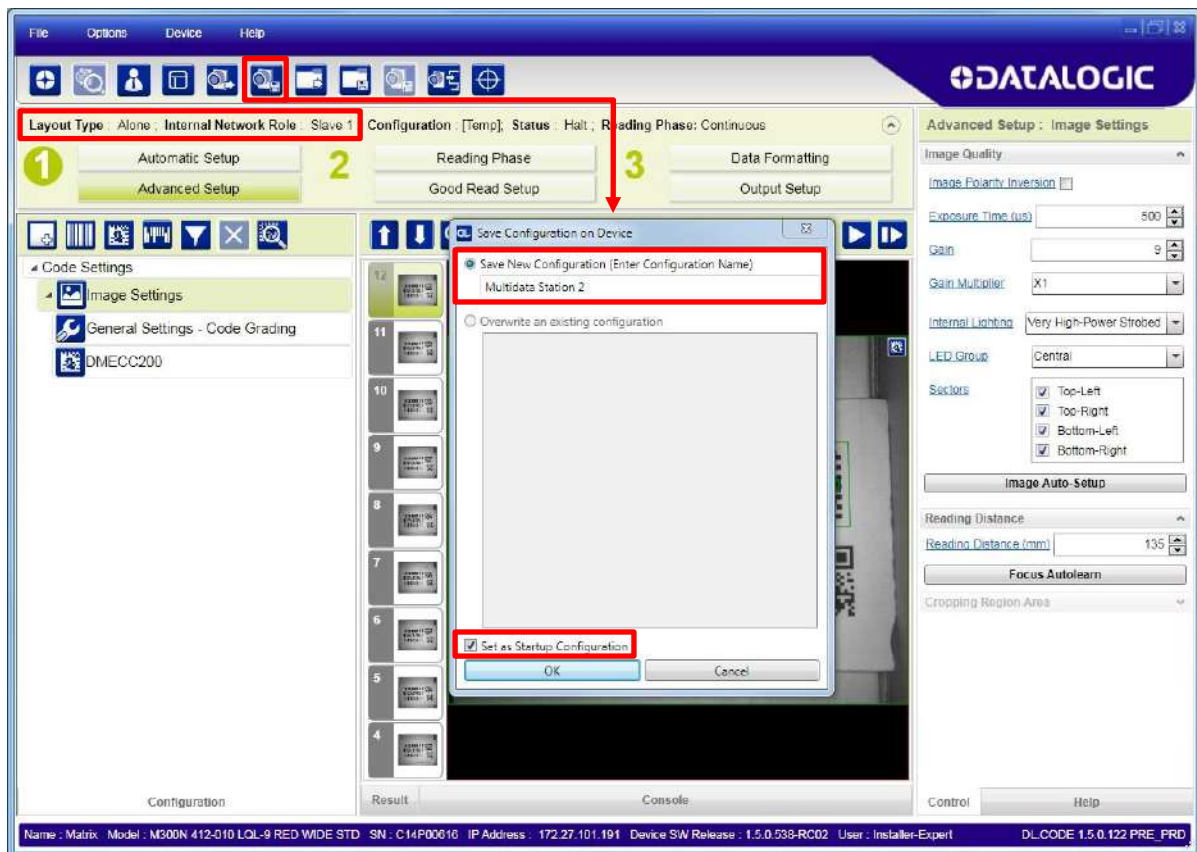 File Options Device Help
DATALOGIC
Layout Type : Alone ; Internal Network Role : Slave 1 Configuration : [Temp]; Status : Halt ; Reading Phase: Continuous
Advanced Setup : Image Settings
1
Automatic Setup
Advanced Setup
2
Reading Phase
Good Read Setup
3
Data Formatting
Output Setup
Code Settings
Image Settings
General Settings - Code Grading
DMECC200
Configuration
12
11
10
9
8
7
6
5
4
Result
Console
Save Configuration on Device
Save New Configuration (Enter Configuration Name)
Multidata Station 2
Overwrite an existing configuration
Set as Startup Configuration
OK Cancel
Image Quality
Image Polarity Inversion
Exposure Time (us) 500
Gain 9
Gain Multiplier X1
Internal Lighting Very High-Power Strobed
LED Group Central
Sectors Top-Left
Top-Right
Bottom-Left
Bottom-Right
Image Auto-Setup
Reading Distance
Reading Distance (mm) 135
Focus Autolearn
Cropping Region Area
Control Help
Name : Matrix Model : M300N 412-010 LQL-9 RED WIDE STD SN : C14P00616 IP Address : 172.27.101.191 Device SW Release : 1.5.0.538-RC02 User : Installer-Expert DL.CODE 1.5.0.122 PRE_PRD